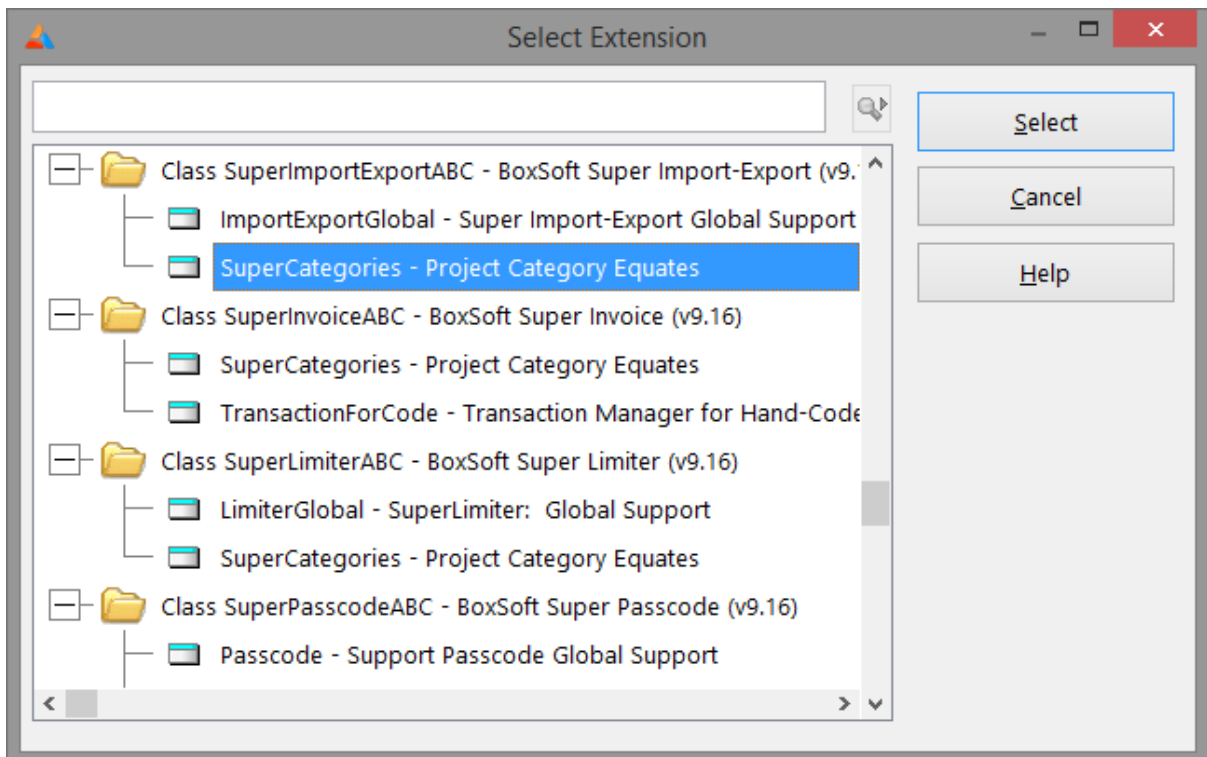 Select Extension
Select
Class SuperImportExportABC - BoxSoft Super Import-Export (v9.
Cancel
ImportExportGlobal - Super Import-Export Global Support
SuperCategories - Project Category Equates
Help
Class SuperInvoiceABC - BoxSoft Super Invoice (v9.16)
SuperCategories - Project Category Equates
TransactionForCode - Transaction Manager for Hand-Code
Class SuperLimiterABC - BoxSoft Super Limiter (v9.16)
LimiterGlobal - SuperLimiter:  Global Support
SuperCategories - Project Category Equates
Class SuperPasscodeABC - BoxSoft Super Passcode (v9.16)
Passcode - Support Passcode Global Support